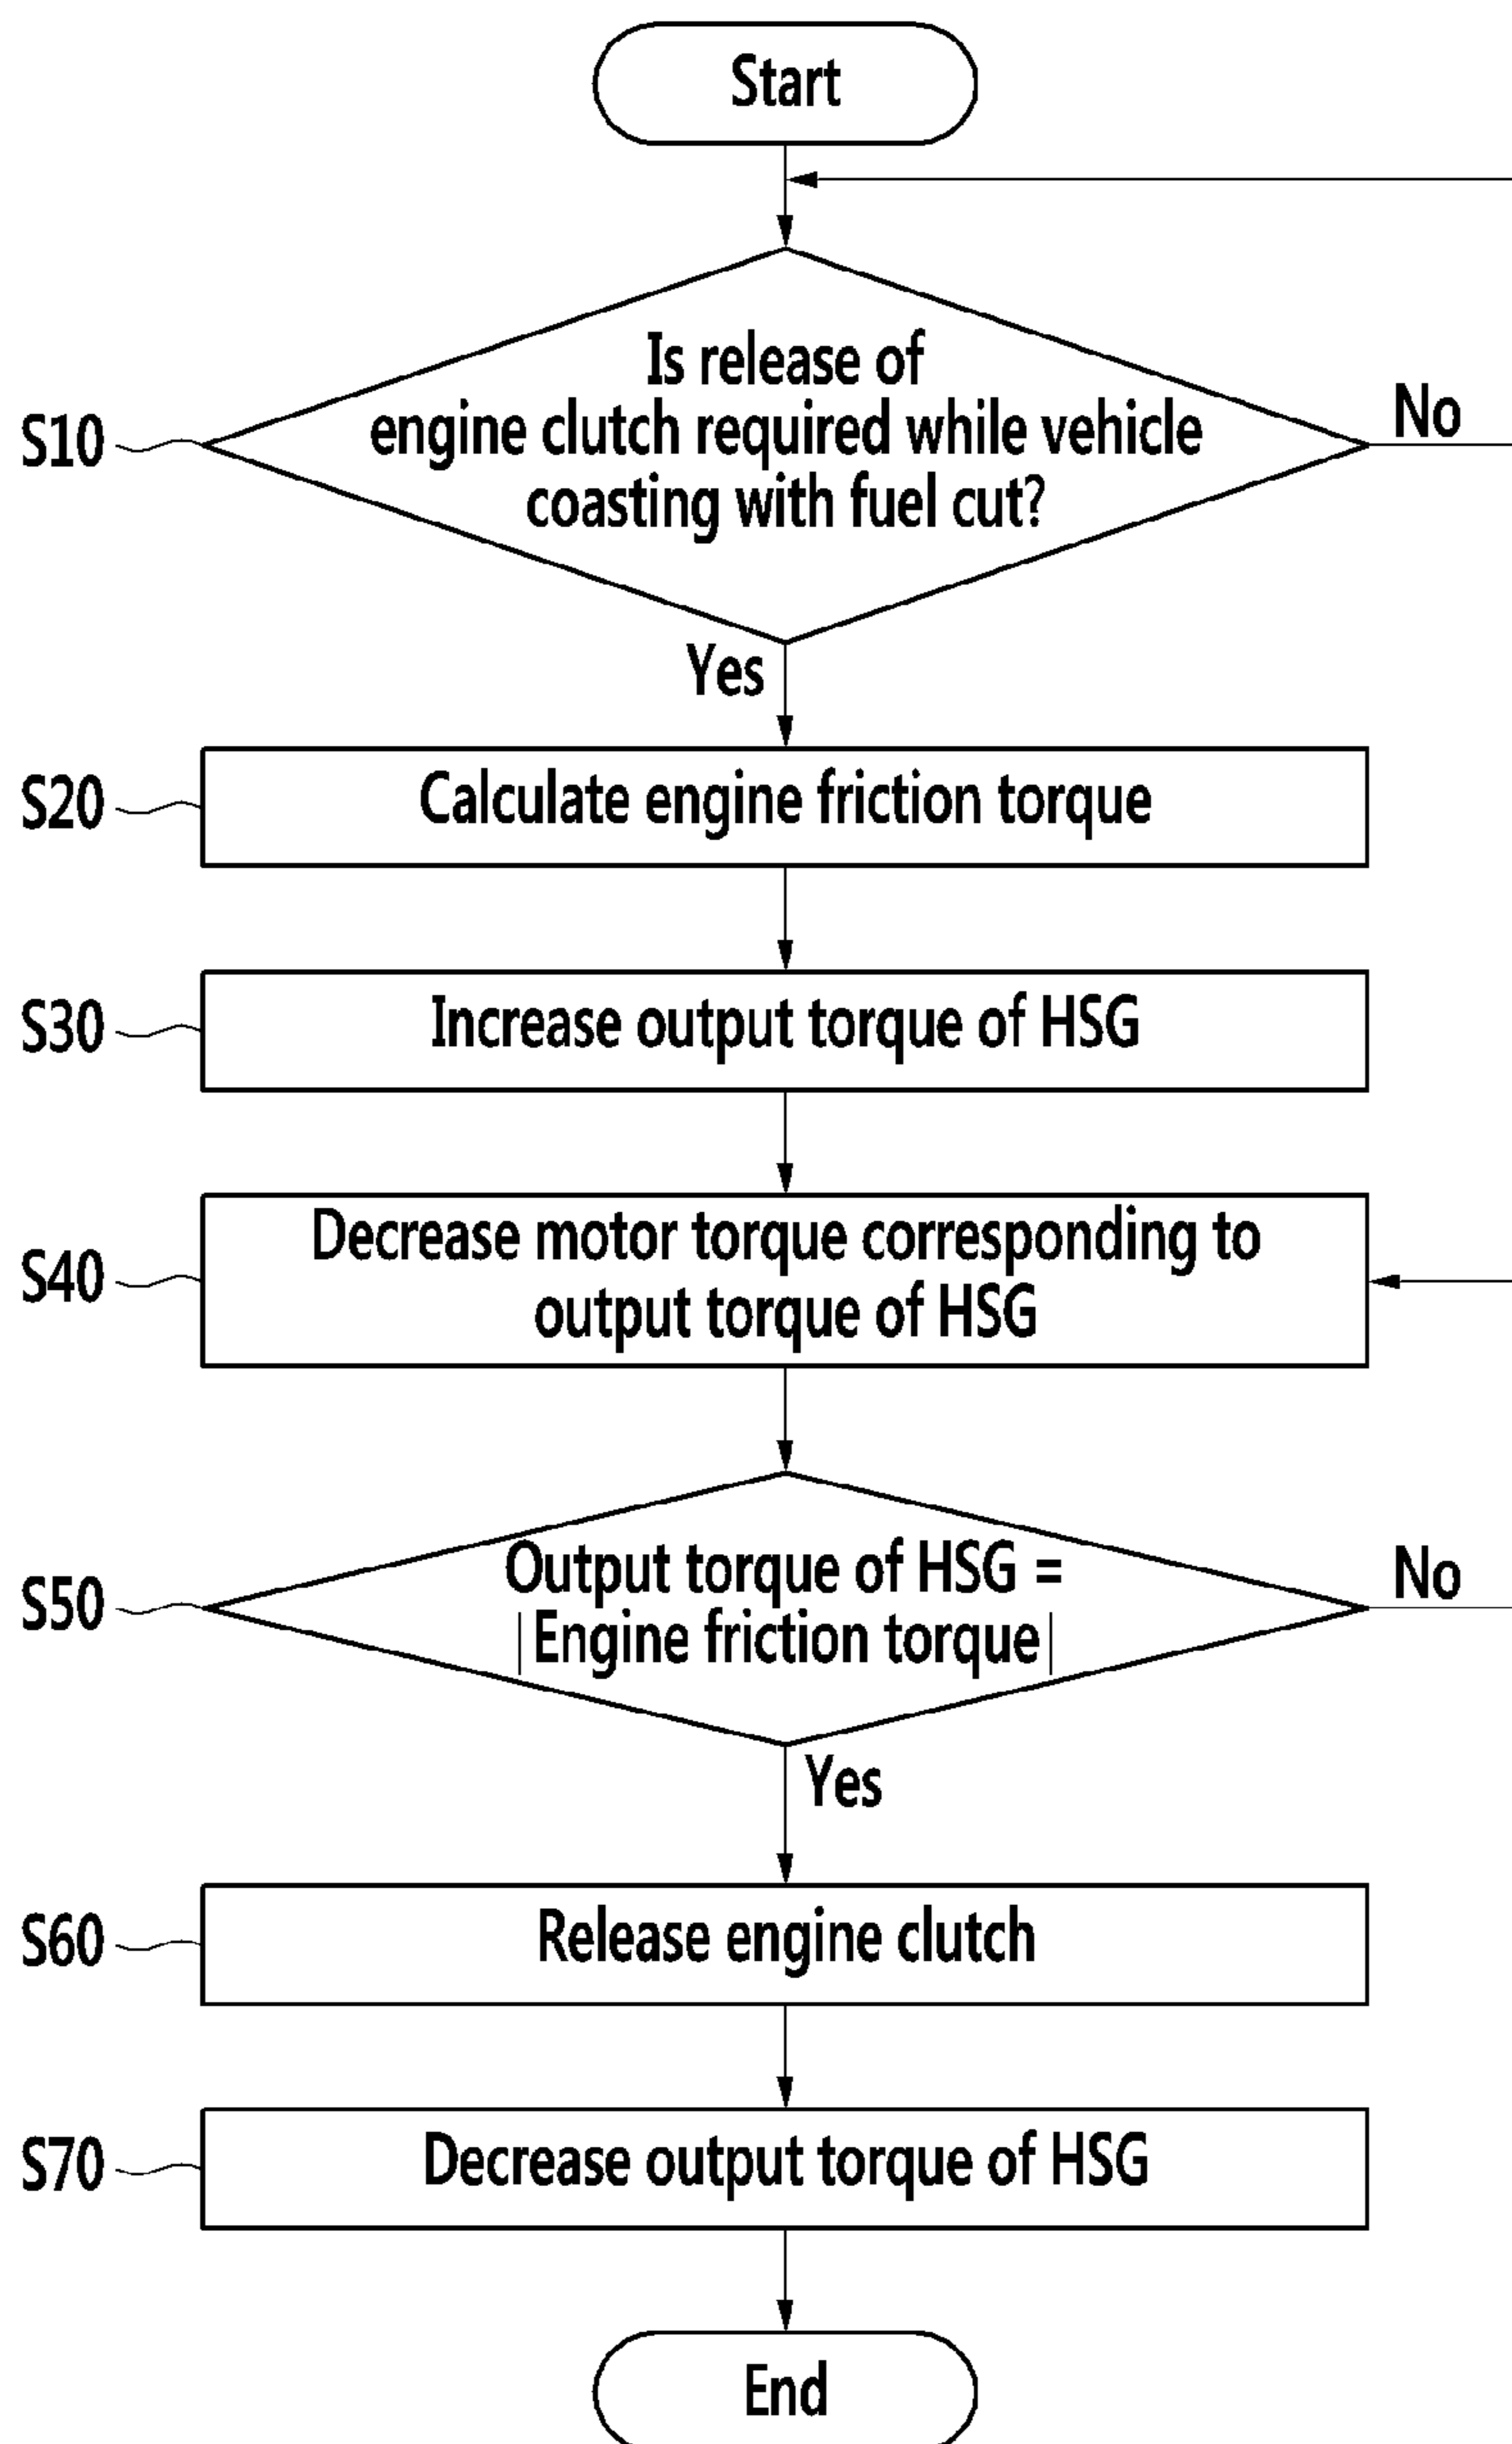 Start
Is release of
engine clutch required while vehicle
coasting with fuel cut?
S10
No
Yes
S20
Calculate engine friction torque
S30
Increase output torque of HSG
S40
Decrease motor torque corresponding to
output torque of HSG
S50
Output torque of HSG =
|Engine friction torque|
No
Yes
S60
Release engine clutch
S70
Decrease output torque of HSG
End